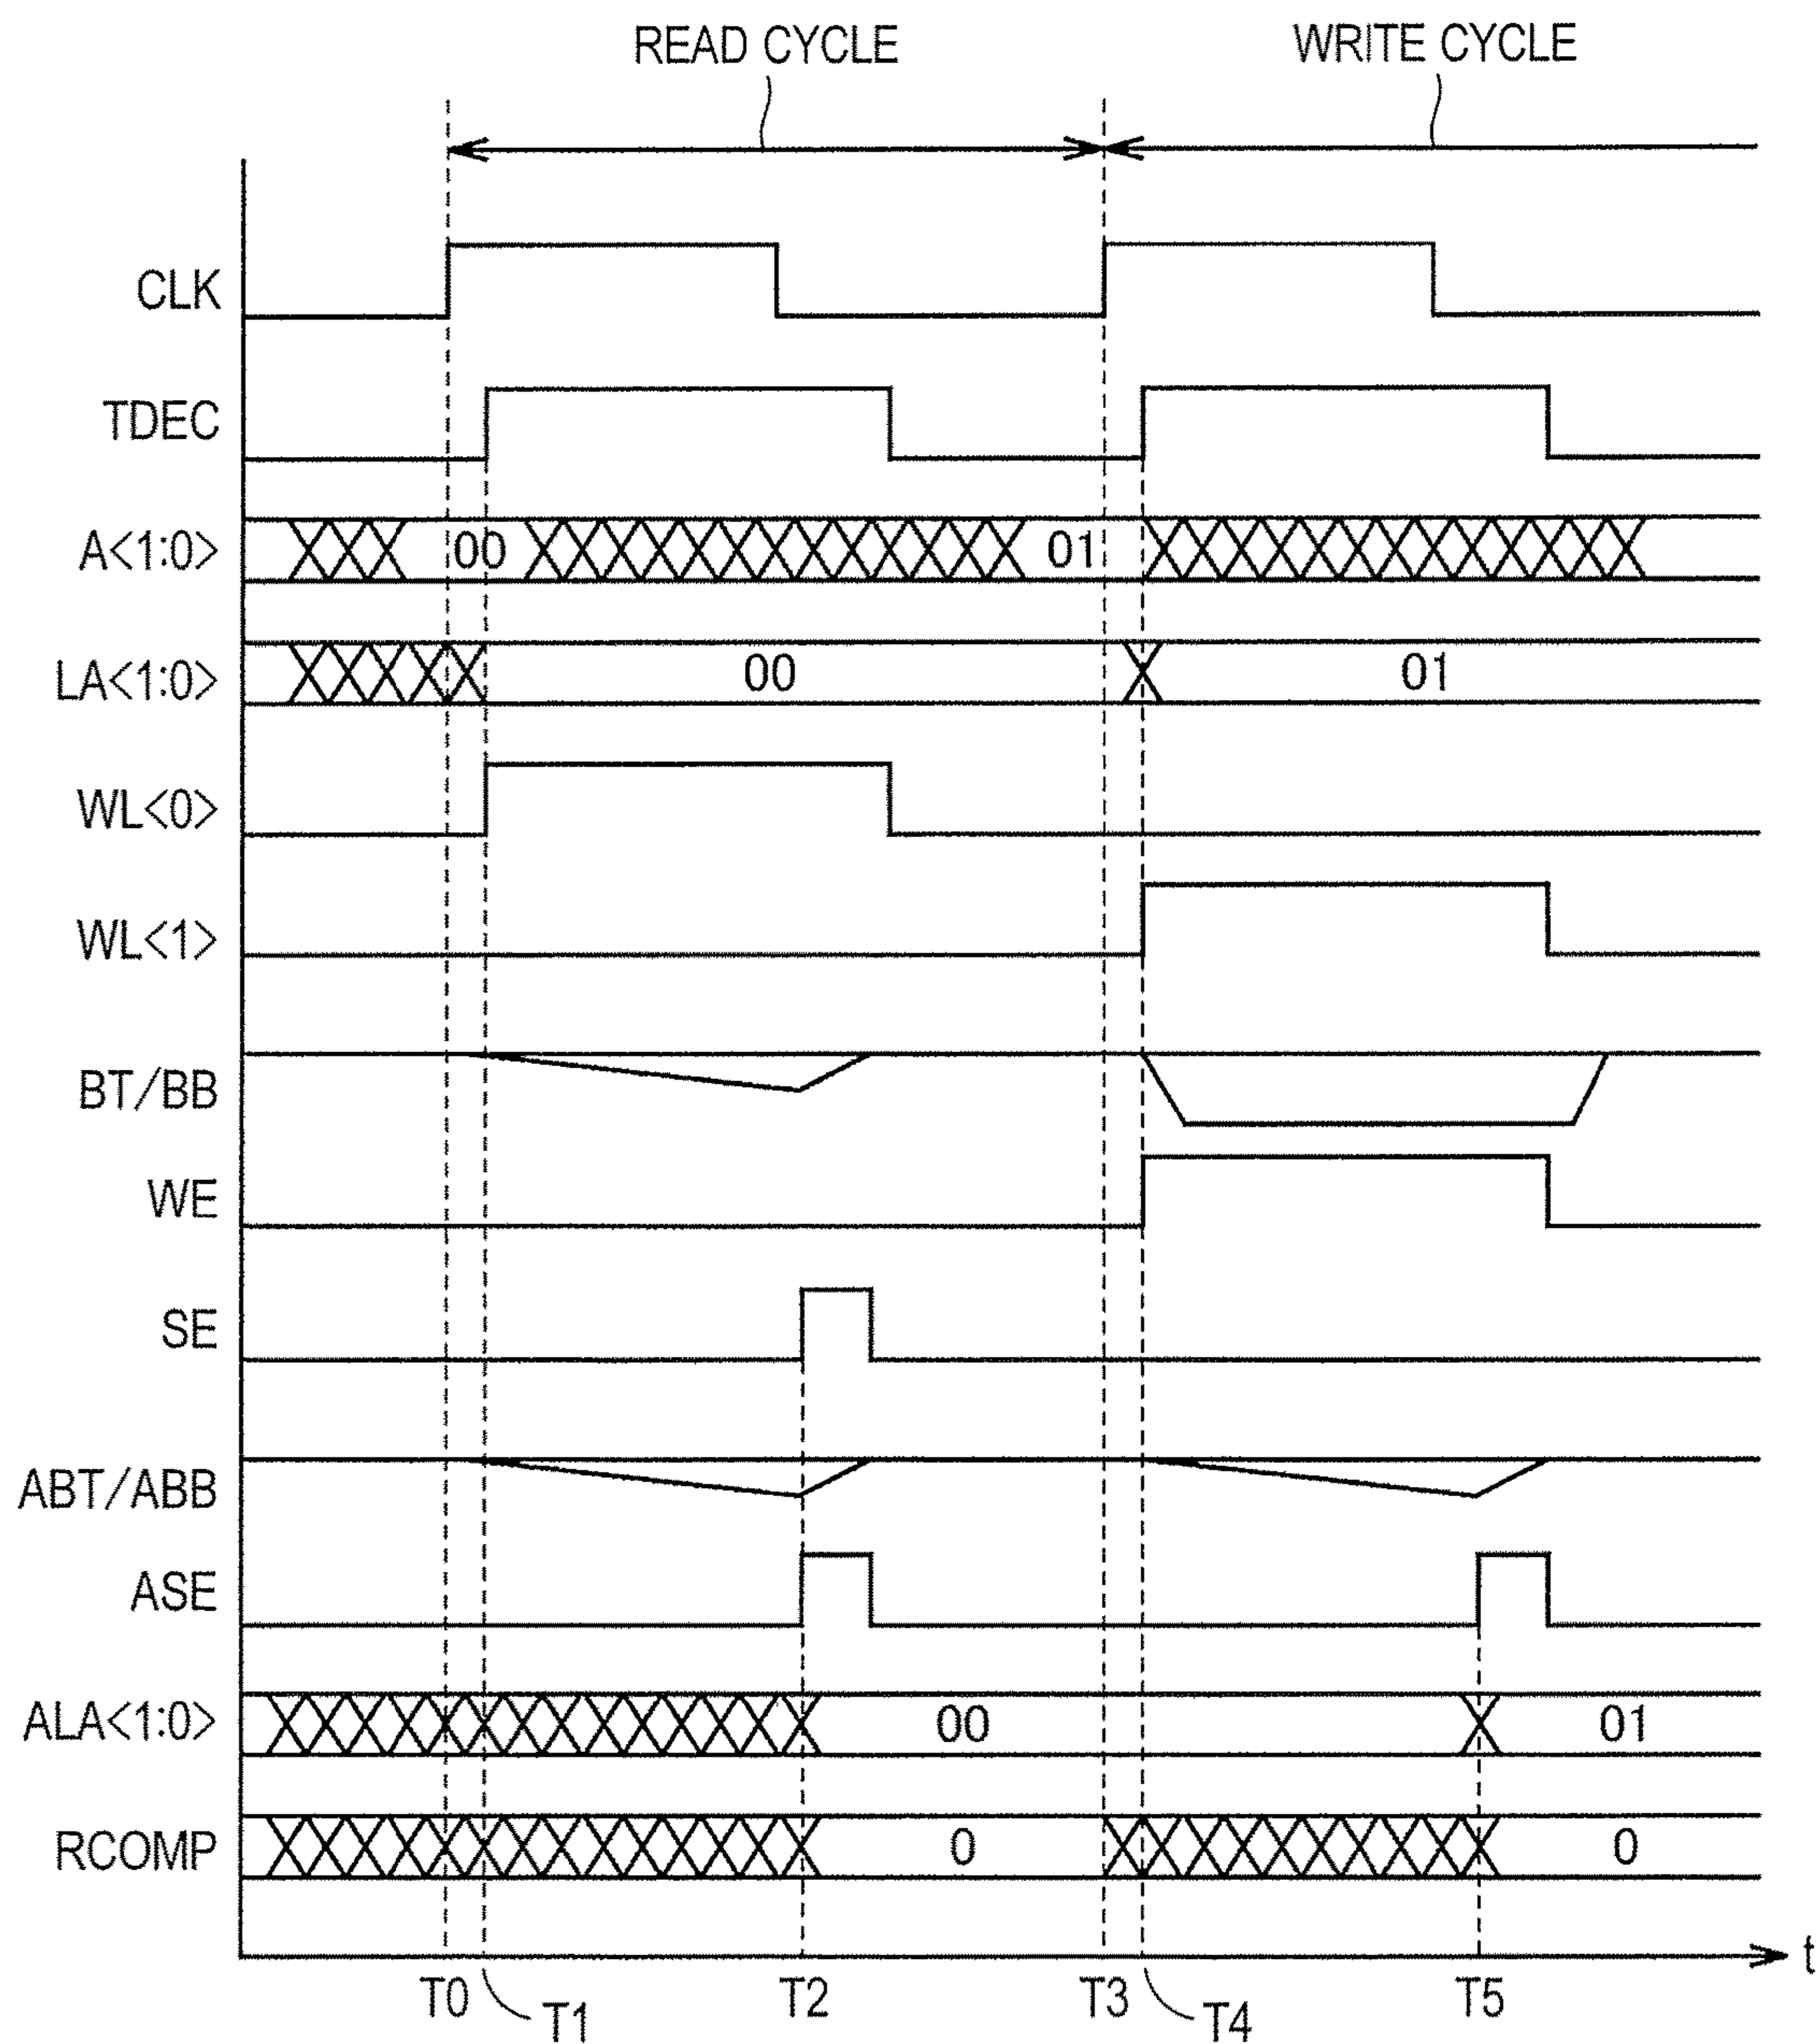 READ CYCLE WRITE CYCLE
CLK
TDEC
A<1:0> 00 01
LA<1:0> 00 01
WL<0>
WL<1>
BT/BB
WE
SE
ABT/ABB
ASE
ALA<1:0> 00 01
RCOMP 0 0
t
T0 T1 T2 T3 T4 T5